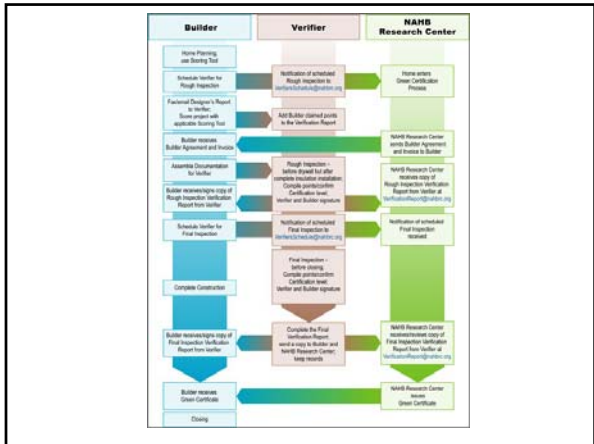 Builder
Verifier
NAHB
Research Center
Home Planning,
use Scoring Tool
Schedule Verifier for
Rough Inspection
Notification of scheduled
Rough Inspection to
VerifiersSchedule@nahbrc.org
Home enters
Green Certification
Process
Fax/email Designer's Report
to Verifier;
Score project with
applicable Scoring Tool
Add Builder claimed points
to the Verification Report
Builder receives
Builder Agreement and Invoice
NAHB Research Center
sends Builder Agreement
and Invoice to Builder
Assemble Documentation
for Verifier
Rough Inspection –
before drywall but after
complete insulation installation;
Compile points/confirm
Certification level;
Verifier and Builder signature
NAHB Research Center
receives copy of
Rough Inspection Verification
Report from Verifier at
VerificationReport@nahbrc.org
Builder receives/signs copy of
Rough Inspection Verification
Report from Verifier
Schedule Verifier for
Final Inspection
Notification of scheduled
Final Inspection to
VerifiersSchedule@nahbrc.org
Notification of scheduled
Final Inspection
received
Final Inspection –
before closing;
Compile points/confirm
Certification level;
Verifier and Builder signature
Complete Construction
Builder receives/signs copy of
Final Inspection Verification
Report from Verifier
Complete the Final
Verification Report;
send a copy to Builder and
NAHB Research Center;
keep records
NAHB Research Center
receives/reviews copy of
Final Inspection Verification
Report from Verifier at
VerificationReport@nahbrc.org
Builder receives
Green Certificate
NAHB Research Center
issues
Green Certificate
Closing